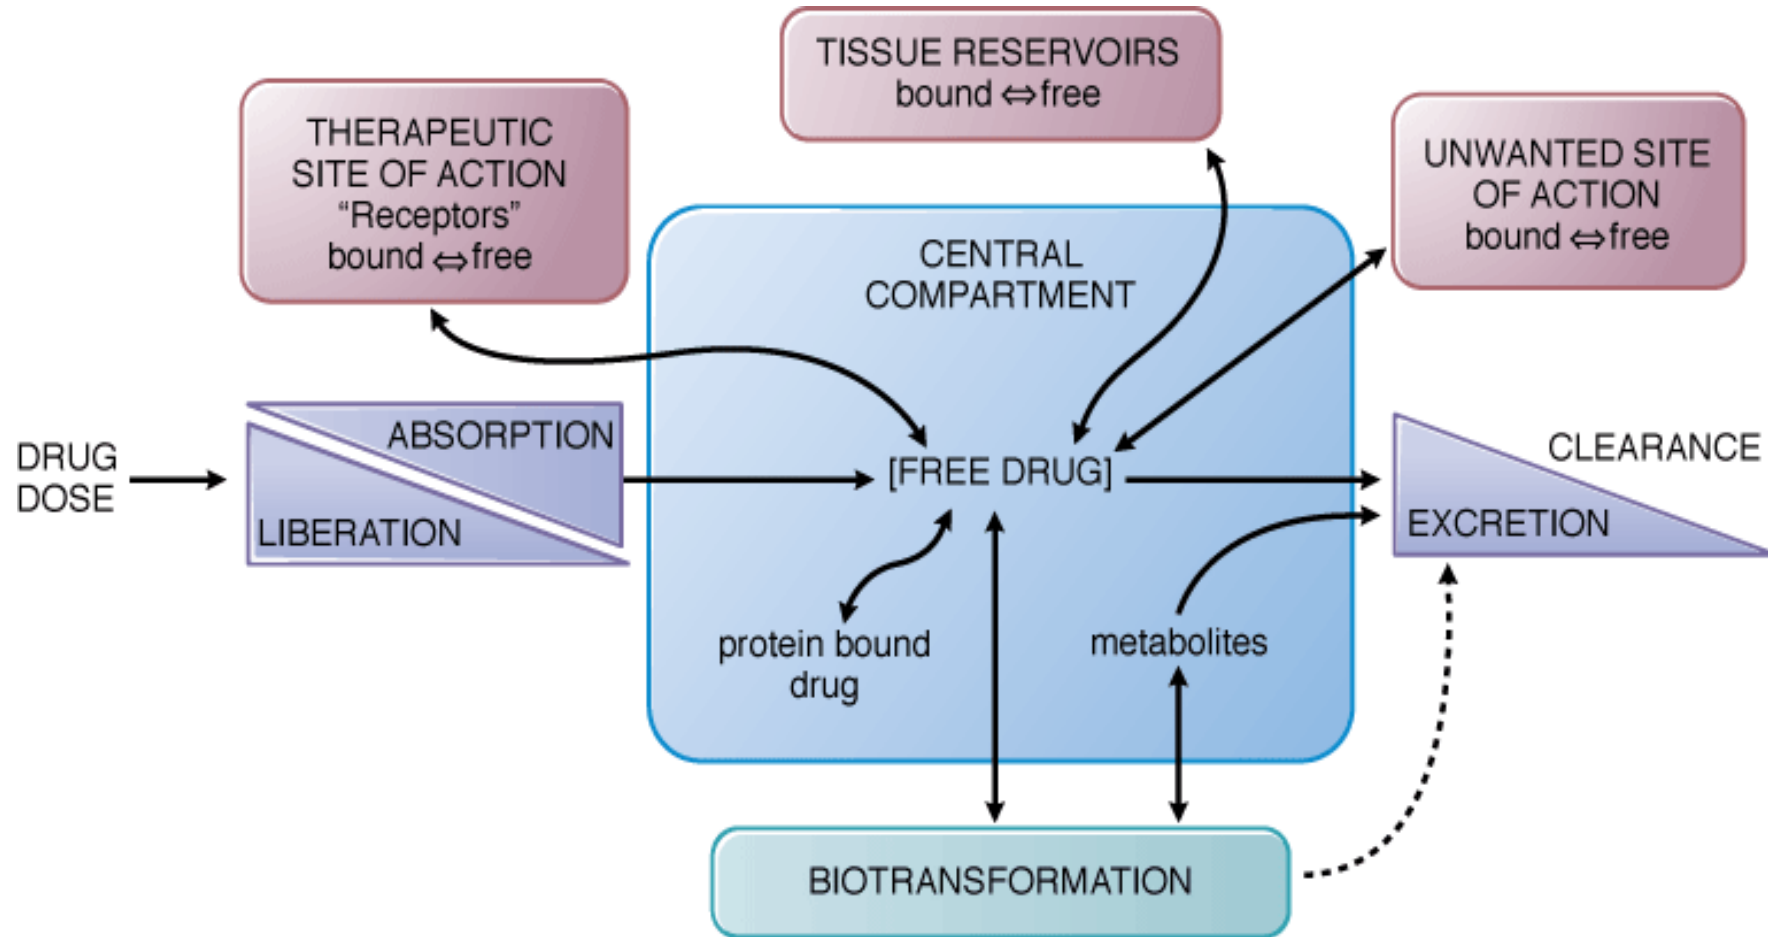 TISSUE RESERVOIRS
bound ⇔ free
THERAPEUTIC
SITE OF ACTION
“Receptors”
bound ⇔ free
UNWANTED SITE
OF ACTION
bound ⇔ free
CENTRAL
COMPARTMENT
DRUG
DOSE
ABSORPTION
LIBERATION
[FREE DRUG]
CLEARANCE
EXCRETION
protein bound
drug
metabolites
BIOTRANSFORMATION